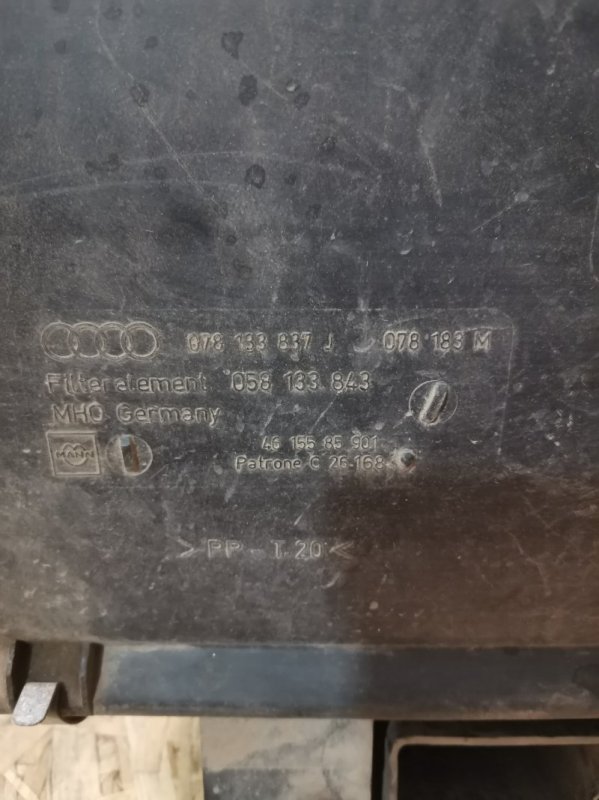 078 133 837 J 078 183 M
Filterelement 058 133 843
MHO Germany
MANN
46 155 85 901
Patrone C 26 168
>PP - T 20<